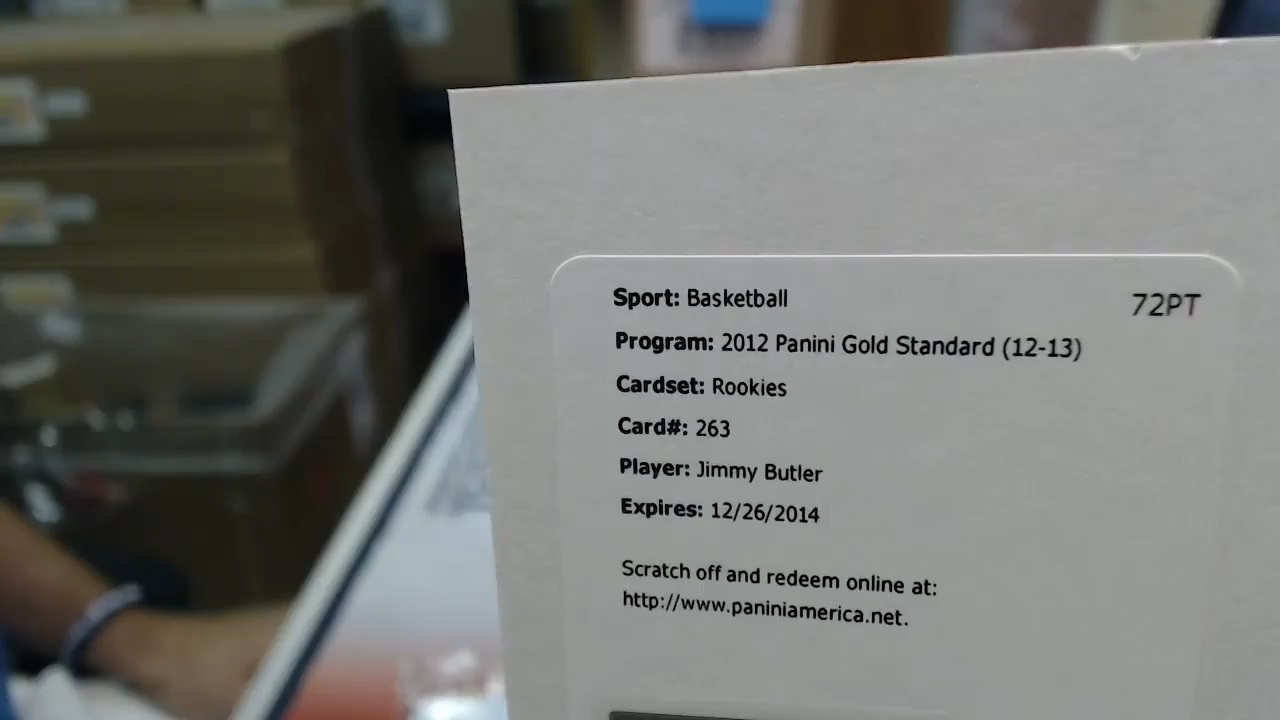 Sport: Basketball
72PT
Program: 2012 Panini Gold Standard (12-13)
Cardset: Rookies
Card#: 263
Player: Jimmy Butler
Expires: 12/26/2014
Scratch off and redeem online at:
http://www.paniniamerica.net.